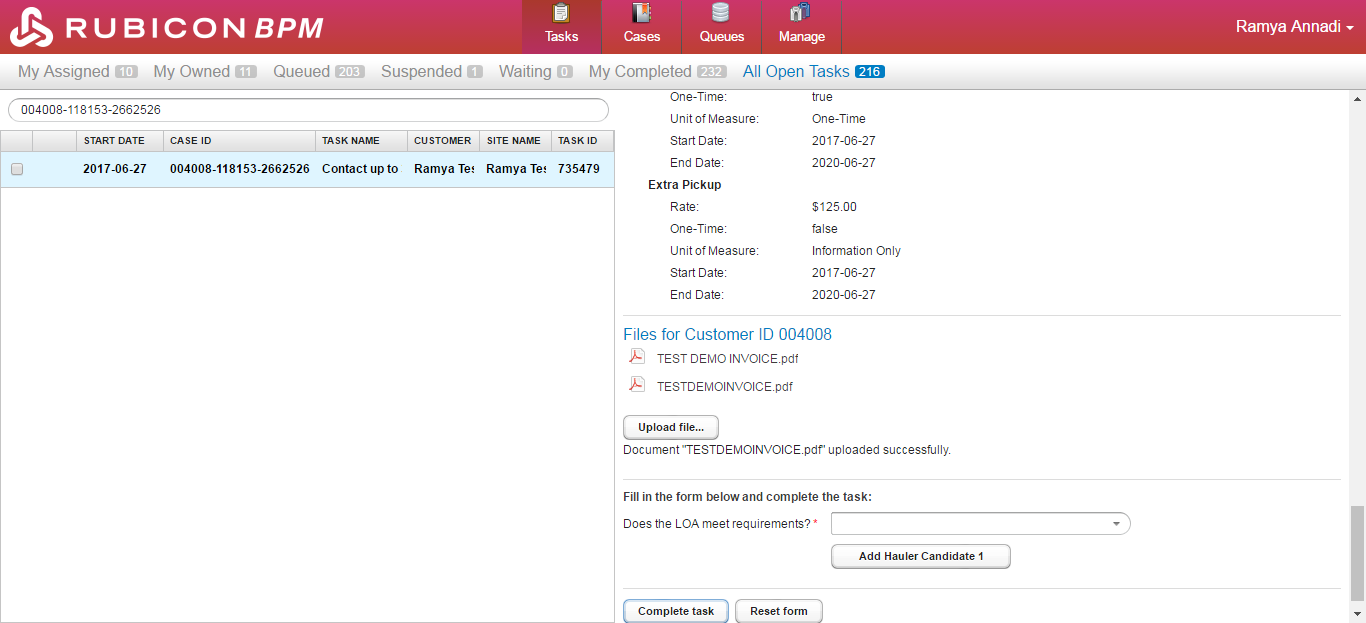 RUBICON BPM
Tasks
Cases
Queues
Manage
Ramya Annadi
My Assigned 10
My Owned 11
Queued 203
Suspended 1
Waiting 0
My Completed 232
All Open Tasks 216
004008-118153-2662526
START DATE CASE ID TASK NAME CUSTOMER SITE NAME TASK ID
2017-06-27 004008-118153-2662526 Contact up to Ramya Tes Ramya Tes 735479
One-Time: true
Unit of Measure: One-Time
Start Date: 2017-06-27
End Date: 2020-06-27
Extra Pickup
Rate: $125.00
One-Time: false
Unit of Measure: Information Only
Start Date: 2017-06-27
End Date: 2020-06-27
Files for Customer ID 004008
TEST DEMO INVOICE.pdf
TESTDEMOINVOICE.pdf
Upload file...
Document "TESTDEMOINVOICE.pdf" uploaded successfully.
Fill in the form below and complete the task:
Does the LOA meet requirements? *
Add Hauler Candidate 1
Complete task
Reset form